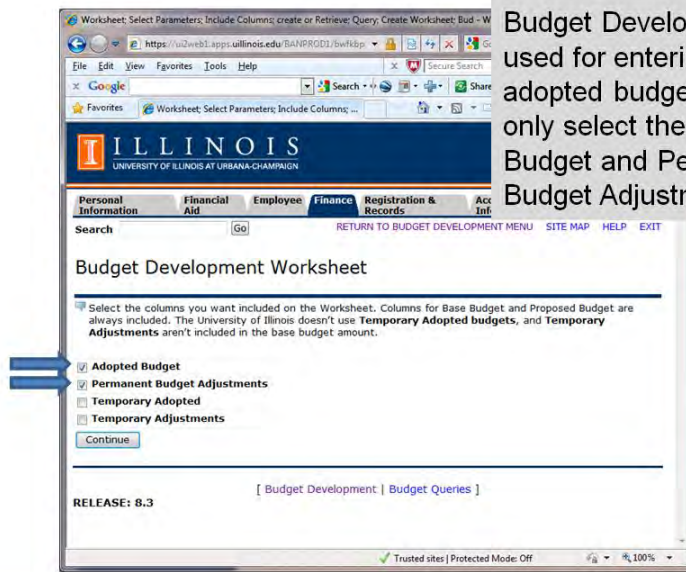 Worksheet; Select Parameters; Include Columns; create or Retrieve; Query; Create Worksheet; Bud - W
https://ui2web1.apps.uillinois.edu/BANPROD1/bwfkbp
File Edit View Favorites Tools Help
Secure Search
x Google
Search
Share
Favorites
Worksheet; Select Parameters; Include Columns; ...
Budget Develo
used for enteri
adopted budge
only select the
Budget and Pe
Budget Adjustr
I ILLINOIS
UNIVERSITY OF ILLINOIS AT URBANA-CHAMPAIGN
Personal Information
Financial Aid
Employee
Finance
Registration & Records
Search
Go
RETURN TO BUDGET DEVELOPMENT MENU SITE MAP HELP EXIT
Budget Development Worksheet
Select the columns you want included on the Worksheet. Columns for Base Budget and Proposed Budget are
always included. The University of Illinois doesn't use Temporary Adopted budgets, and Temporary
Adjustments aren't included in the base budget amount.
Adopted Budget
Permanent Budget Adjustments
Temporary Adopted
Temporary Adjustments
Continue
[ Budget Development | Budget Queries ]
RELEASE: 8.3
Trusted sites | Protected Mode: Off
100%